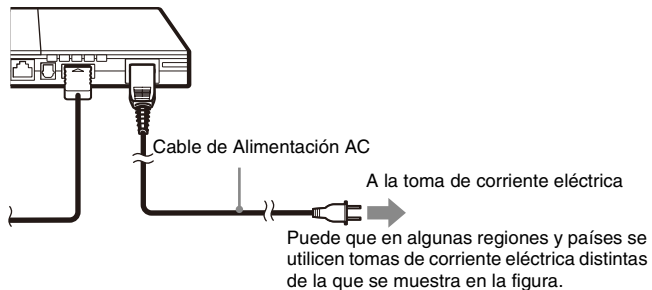 Cable de Alimentación AC
A la toma de corriente eléctrica
Puede que en algunas regiones y países se
utilicen tomas de corriente eléctrica distintas
de la que se muestra en la figura.